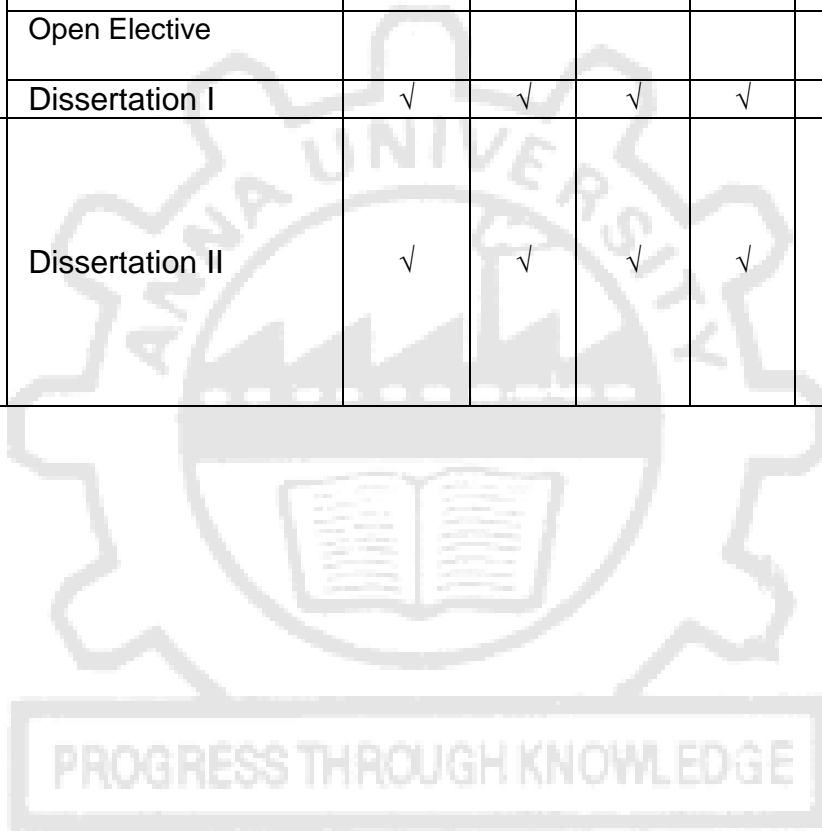 Open Elective
Dissertation I √ √ √ √
ANNA UNIVERSITY
Dissertation II √ √ √ √
PROGRESS THROUGH KNOWLEDGE